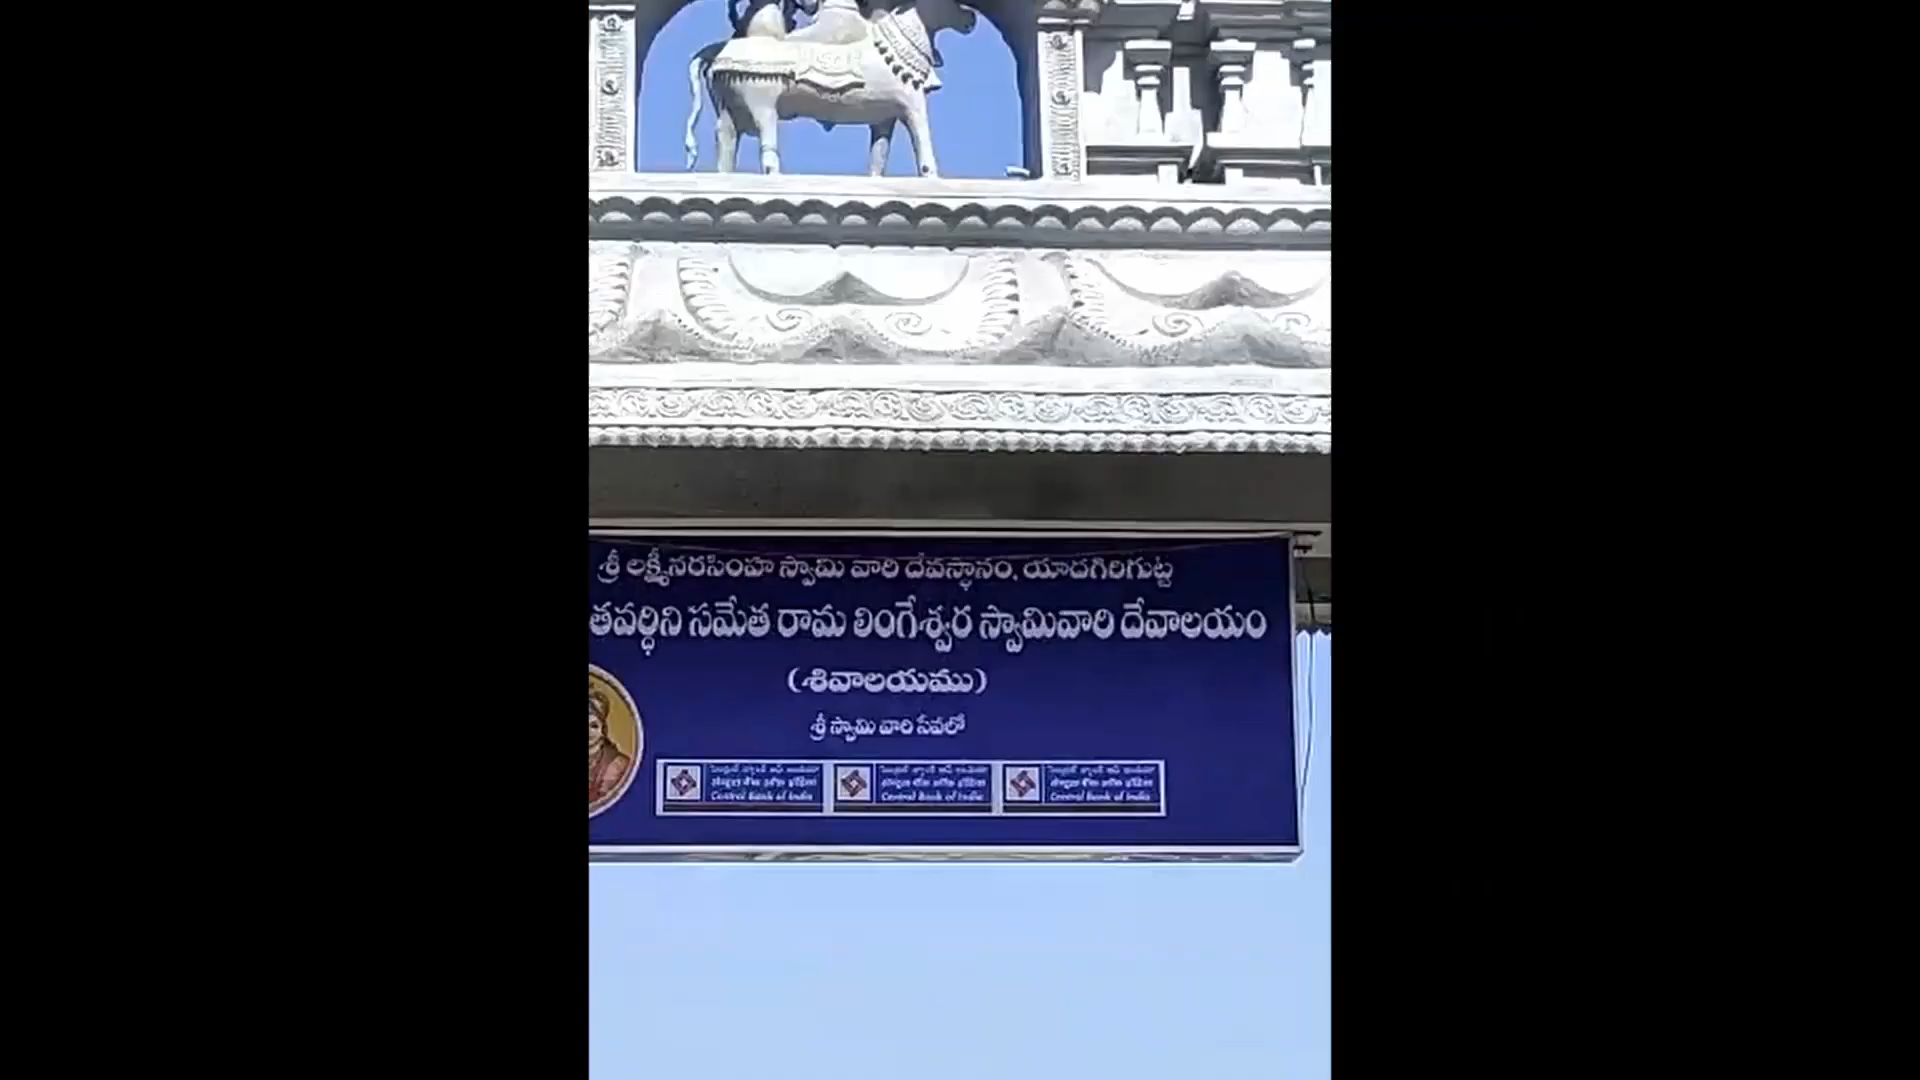 శ్రీ లక్ష్మీనరసింహ స్వామి వారి దేవస్థానం, యాదగిరిగుట్ట
తవర్ధిని సమేత రామ లింగేశ్వర స్వామివారి దేవాలయం
(శివాలయము)
శ్రీ స్వామి వారి సేవలో
Central Bank of India
Central Bank of India
Central Bank of India